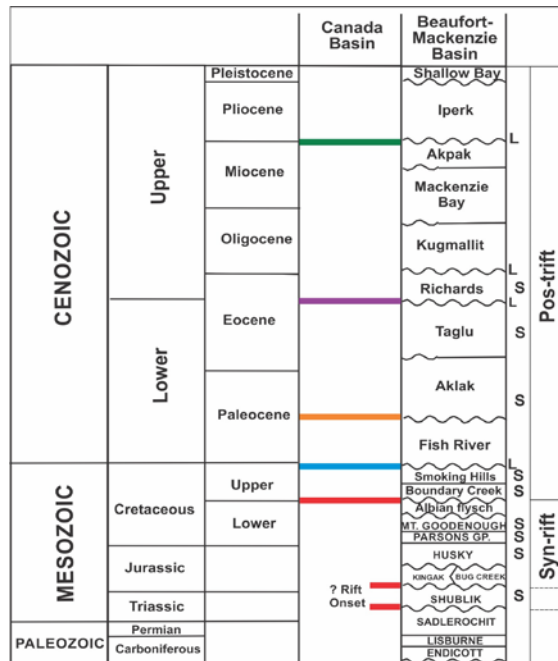 Canada
Basin
Beaufort-
Mackenzie
Basin
CENOZOIC
Upper
Lower
Pleistocene
Pliocene
Miocene
Oligocene
Eocene
Paleocene
Shallow Bay
Iperk
L
Akpak
Mackenzie
Bay
Kugmallit
L
Richards
S
L
Taglu
S
Aklak
S
Fish River
L
Pos-trift
MESOZOIC
Cretaceous
Upper
Lower
Jurassic
Triassic
? Rift
Onset
Smoking Hills
S
Boundary Creek
S
Albian flysch
MT. GOODENOUGH
S
PARSONS GP.
S
HUSKY
S
KINGAK
BUG CREEK
SHUBLIK
S
Syn-rift
SADLEROCHIT
PALEOZOIC
Permian
Carboniferous
LISBURNE
ENDICOTT